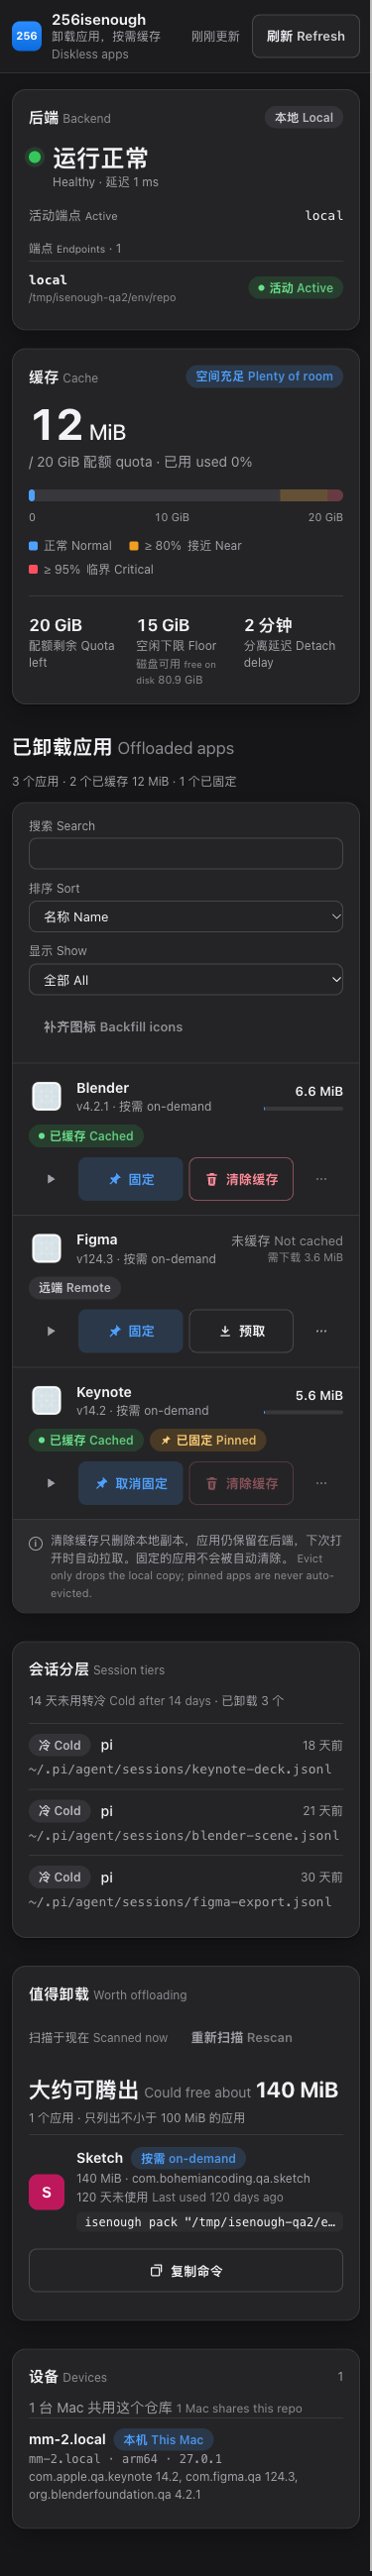 256
256isenough
卸载应用，按需缓存
Diskless apps
刚刚更新
刷新 Refresh
后端 Backend
本地 Local
运行正常
Healthy · 延迟 1 ms
活动端点 Active
local
端点 Endpoints · 1
local
/tmp/isenough-qa2/env/repo
活动 Active
缓存 Cache
空间充足 Plenty of room
12 MiB
/ 20 GiB 配额 quota · 已用 used 0%
0 10 GiB 20 GiB
正常 Normal
≥ 80% 接近 Near
≥ 95% 临界 Critical
20 GiB
配额剩余 Quota left
15 GiB
空闲下限 Floor
磁盘可用 free on disk 80.9 GiB
2 分钟
分离延迟 Detach delay
已卸载应用 Offloaded apps
3 个应用 · 2 个已缓存 12 MiB · 1 个已固定
搜索 Search
排序 Sort
名称 Name
显示 Show
全部 All
补齐图标 Backfill icons
Blender
v4.2.1 · 按需 on-demand
6.6 MiB
已缓存 Cached
固定
清除缓存
···
Figma
v124.3 · 按需 on-demand
未缓存 Not cached
需下载 3.6 MiB
远端 Remote
固定
预取
···
Keynote
v14.2 · 按需 on-demand
5.6 MiB
已缓存 Cached
已固定 Pinned
取消固定
清除缓存
···
清除缓存只删除本地副本，应用仍保留在后端，下次打
开时自动拉取。固定的应用不会被自动清除。 Evict
only drops the local copy; pinned apps are never auto-
evicted.
会话分层 Session tiers
14 天未用转冷 Cold after 14 days · 已卸载 3 个
冷 Cold pi 18 天前
~/.pi/agent/sessions/keynote-deck.jsonl
冷 Cold pi 21 天前
~/.pi/agent/sessions/blender-scene.jsonl
冷 Cold pi 30 天前
~/.pi/agent/sessions/figma-export.jsonl
值得卸载 Worth offloading
扫描于现在 Scanned now
重新扫描 Rescan
大约可腾出 Could free about 140 MiB
1 个应用 · 只列出不小于 100 MiB 的应用
S
Sketch 按需 on-demand
140 MiB · com.bohemiancoding.qa.sketch
120 天未使用 Last used 120 days ago
isenough pack "/tmp/isenough-qa2/e…
复制命令
设备 Devices
1
1 台 Mac 共用这个仓库 1 Mac shares this repo
mm-2.local 本机 This Mac
mm-2.local · arm64 · 27.0.1
com.apple.qa.keynote 14.2, com.figma.qa 124.3,
org.blenderfoundation.qa 4.2.1